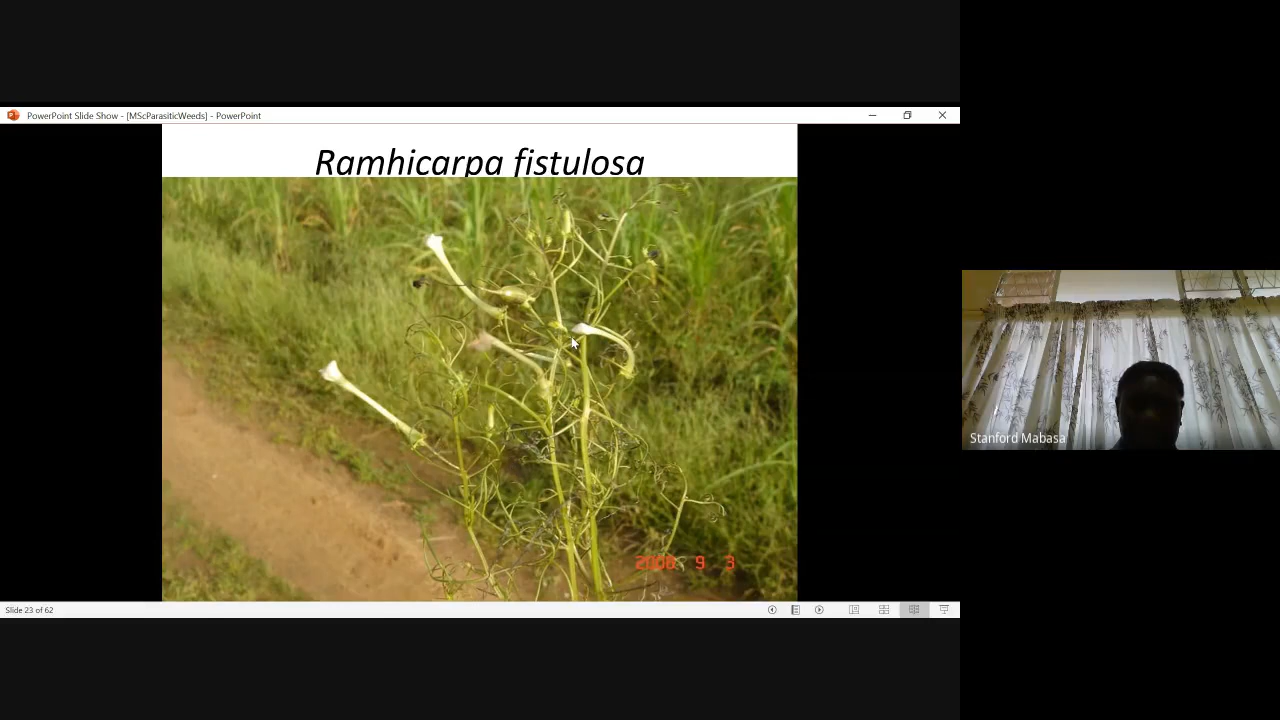 PowerPoint Slide Show - [MScParasiticWeeds] - PowerPoint
Ramhicarpa fistulosa
Stanford Mabasa
2008 9 3
Slide 23 of 62